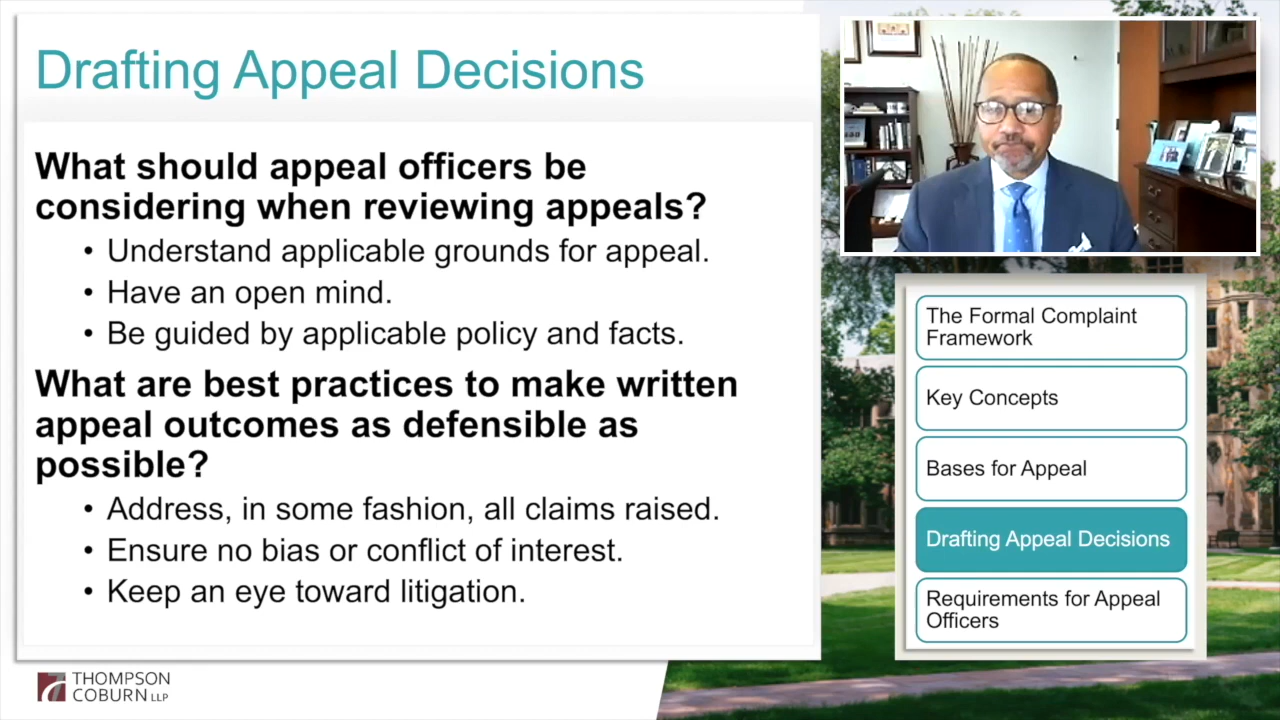 Drafting Appeal Decisions
What should appeal officers be
considering when reviewing appeals?
• Understand applicable grounds for appeal.
• Have an open mind.
• Be guided by applicable policy and facts.
What are best practices to make written
appeal outcomes as defensible as
possible?
• Address, in some fashion, all claims raised.
• Ensure no bias or conflict of interest.
• Keep an eye toward litigation.
The Formal Complaint
Framework
Key Concepts
Bases for Appeal
Drafting Appeal Decisions
Requirements for Appeal
Officers
THOMPSON
COBURN LLP